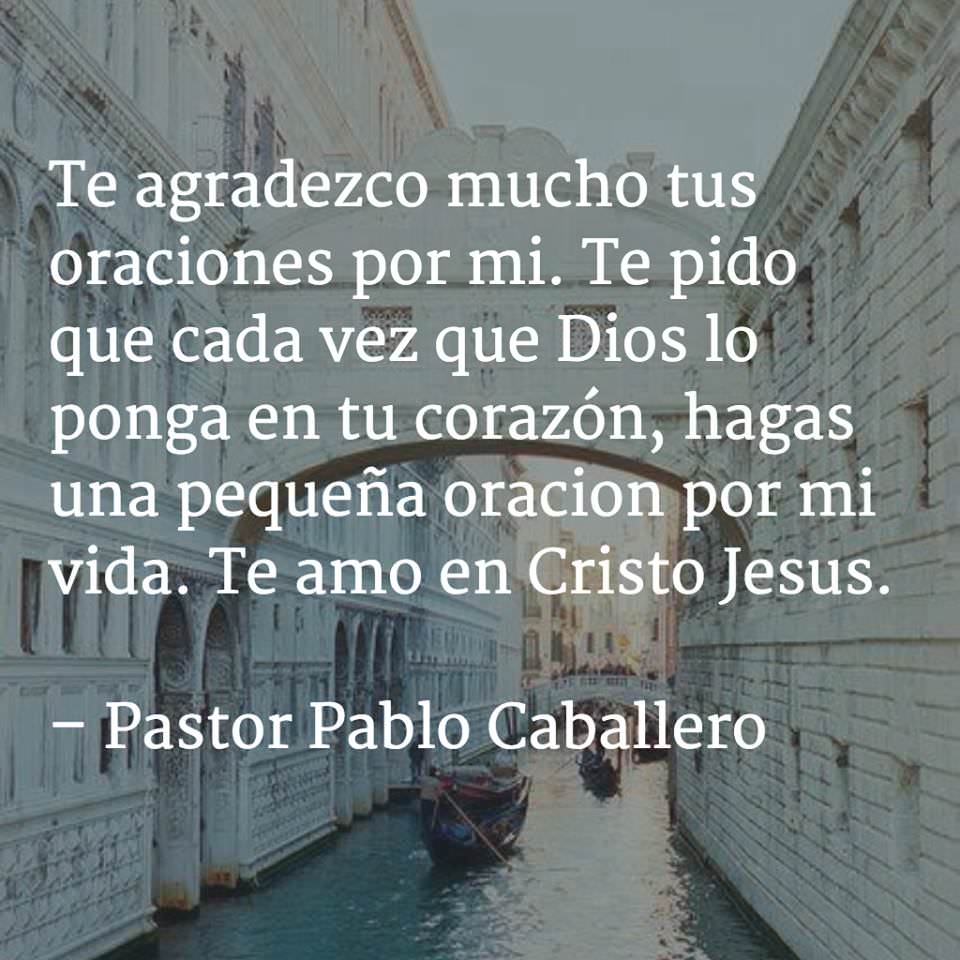 Te agradezco mucho tus
oraciones por mi. Te pido
que cada vez que Dios lo
ponga en tu corazón, hagas
una pequeña oracion por mi
vida. Te amo en Cristo Jesus.
– Pastor Pablo Caballero